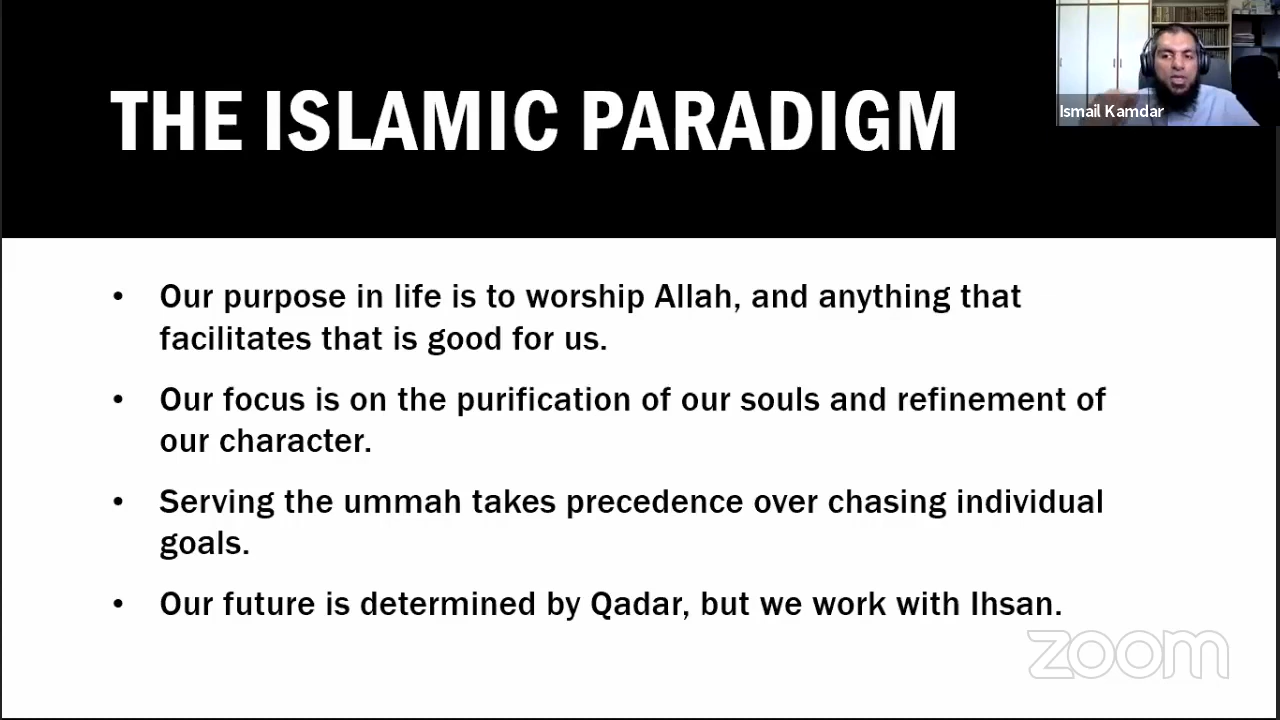 THE ISLAMIC PARADIGM
Ismail Kamdar
• Our purpose in life is to worship Allah, and anything that
facilitates that is good for us.
• Our focus is on the purification of our souls and refinement of
our character.
• Serving the ummah takes precedence over chasing individual
goals.
• Our future is determined by Qadar, but we work with Ihsan.
zoom